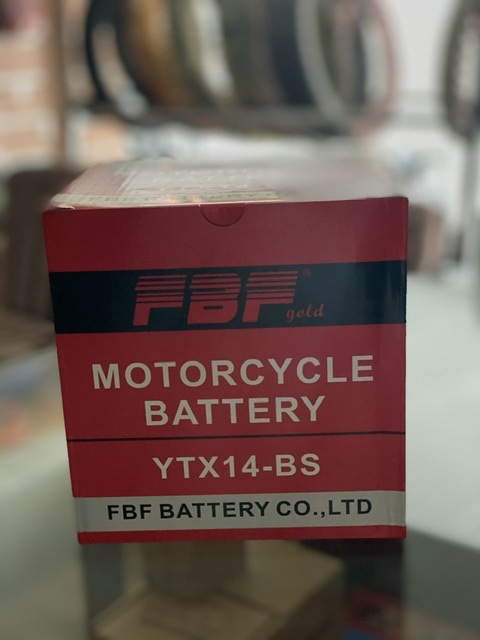 FBF®
gold
MOTORCYCLE
BATTERY
YTX14-BS
FBF BATTERY CO.,LTD